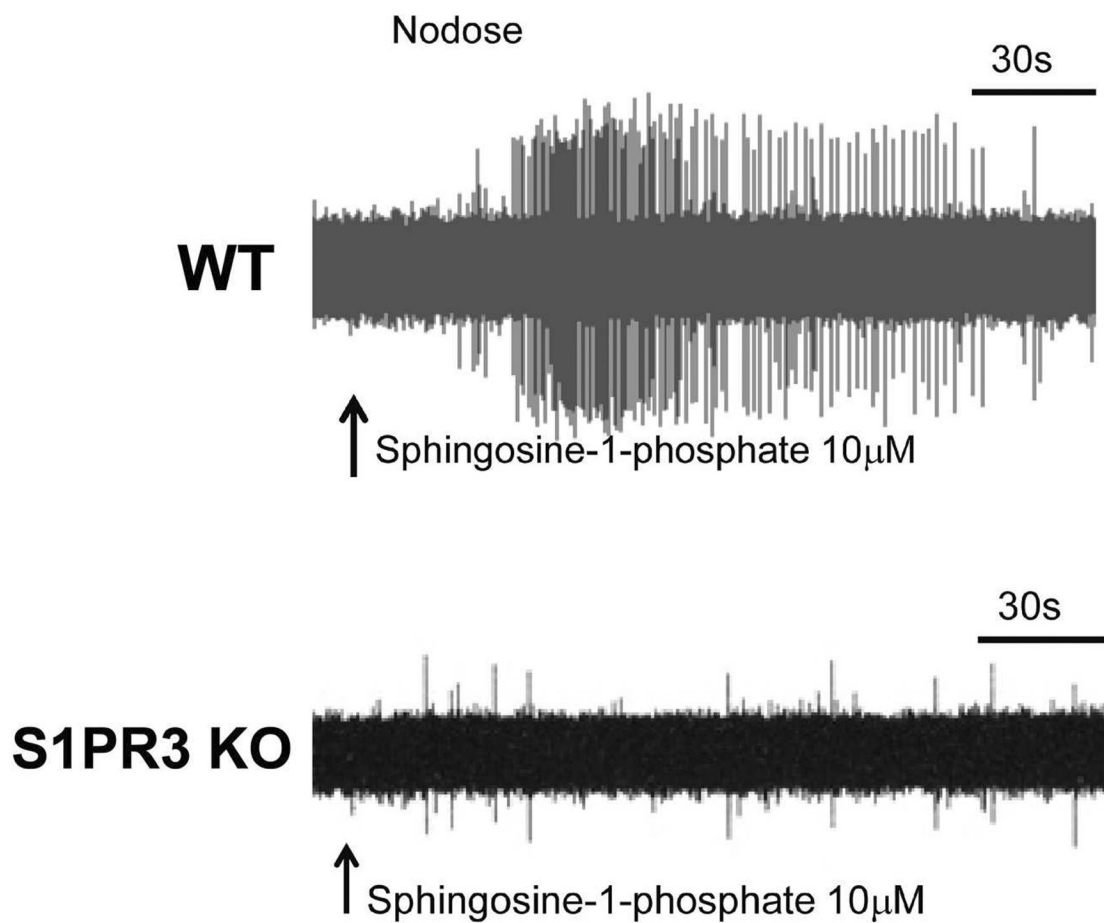 Nodose
30s
WT
Sphingosine-1-phosphate 10μM
30s
S1PR3 KO
Sphingosine-1-phosphate 10μM